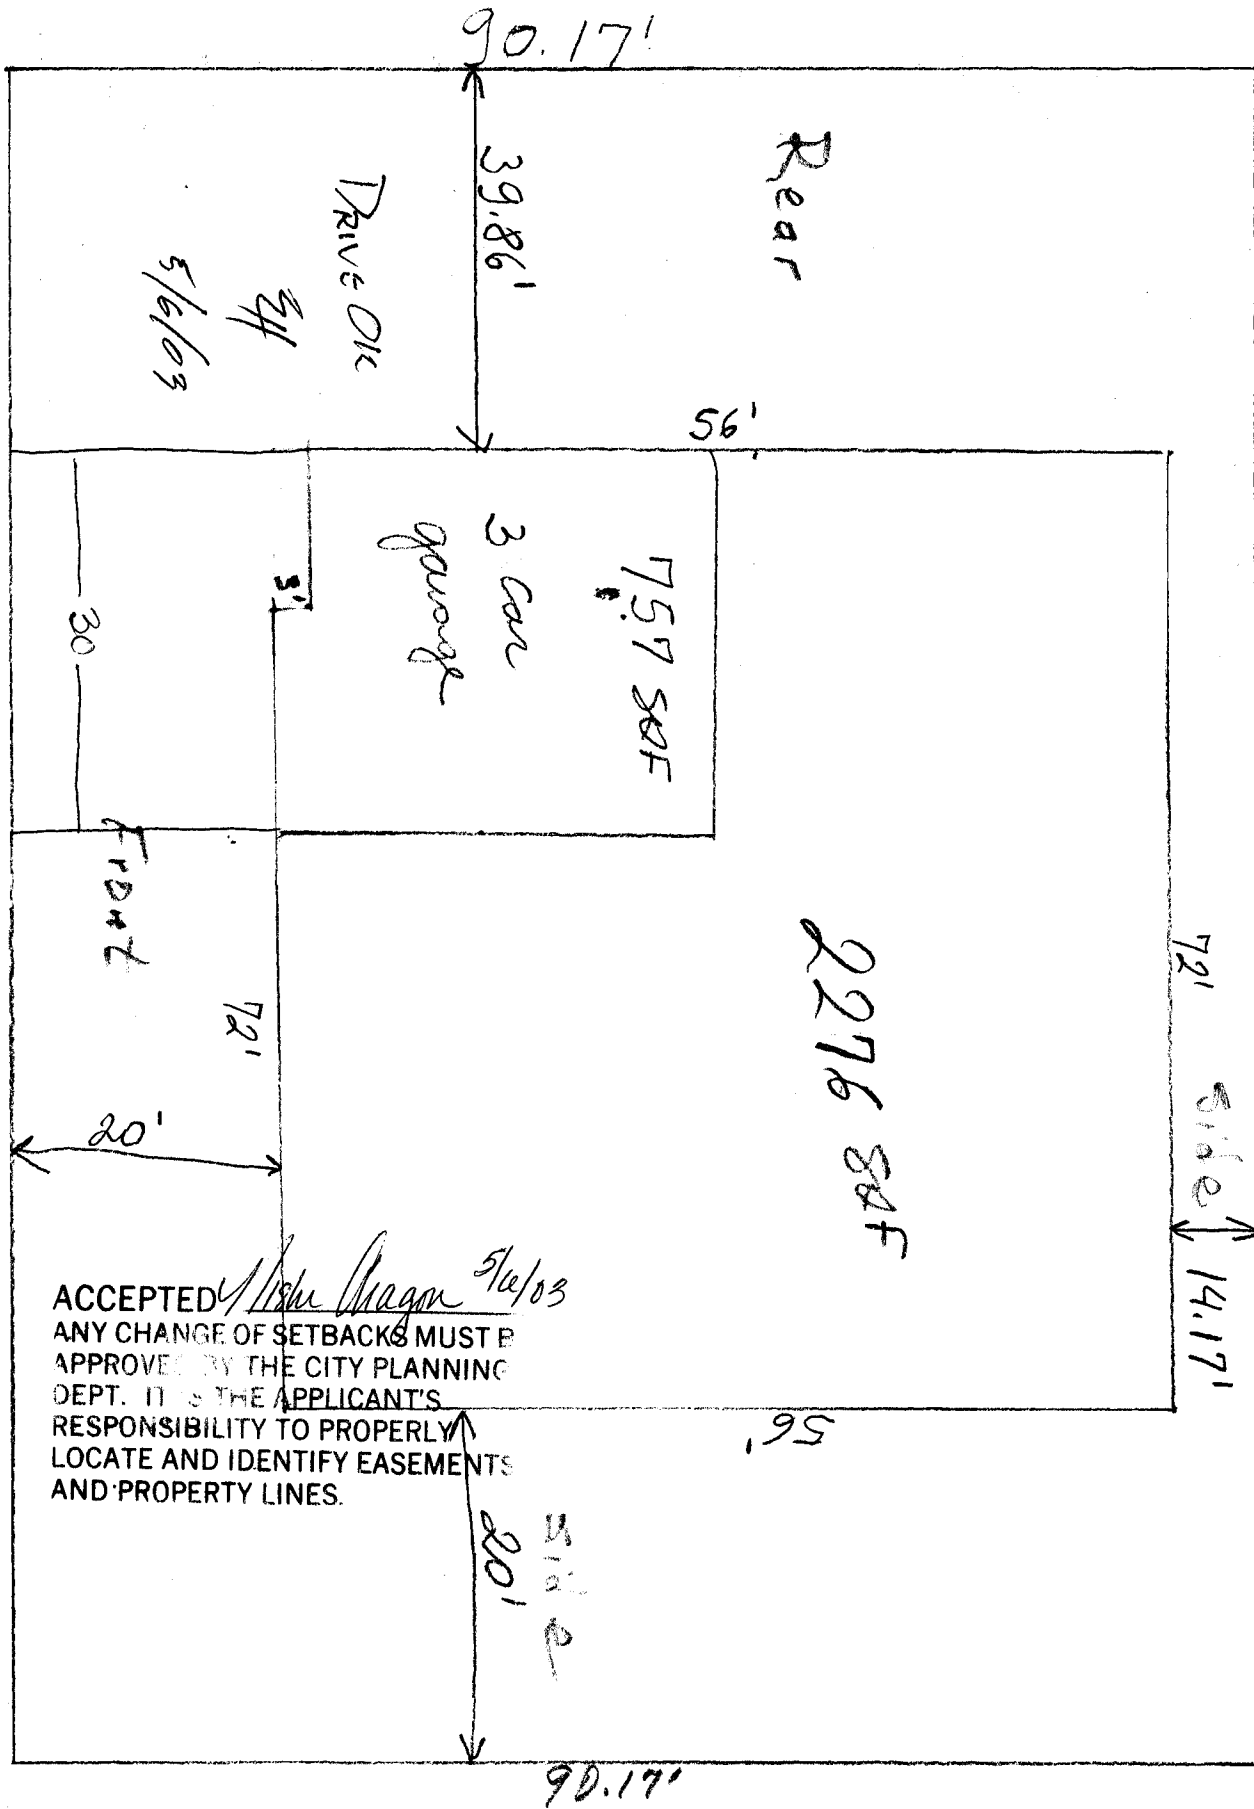 90.17'
Rear
39.86'
DRIVE OK
EH
5/6/03
56'
3'
3 Car
garage
757 SQF
30
Front
72'
2276 SQF
72'
Side
14.17'
20'
ACCEPTED 5/6/03
ANY CHANGE OF SETBACKS MUST B
APPROVED BY THE CITY PLANNING
DEPT. IT IS THE APPLICANT'S
RESPONSIBILITY TO PROPERLY
LOCATE AND IDENTIFY EASEMENTS
AND PROPERTY LINES.
56'
Side
20'
90.17'